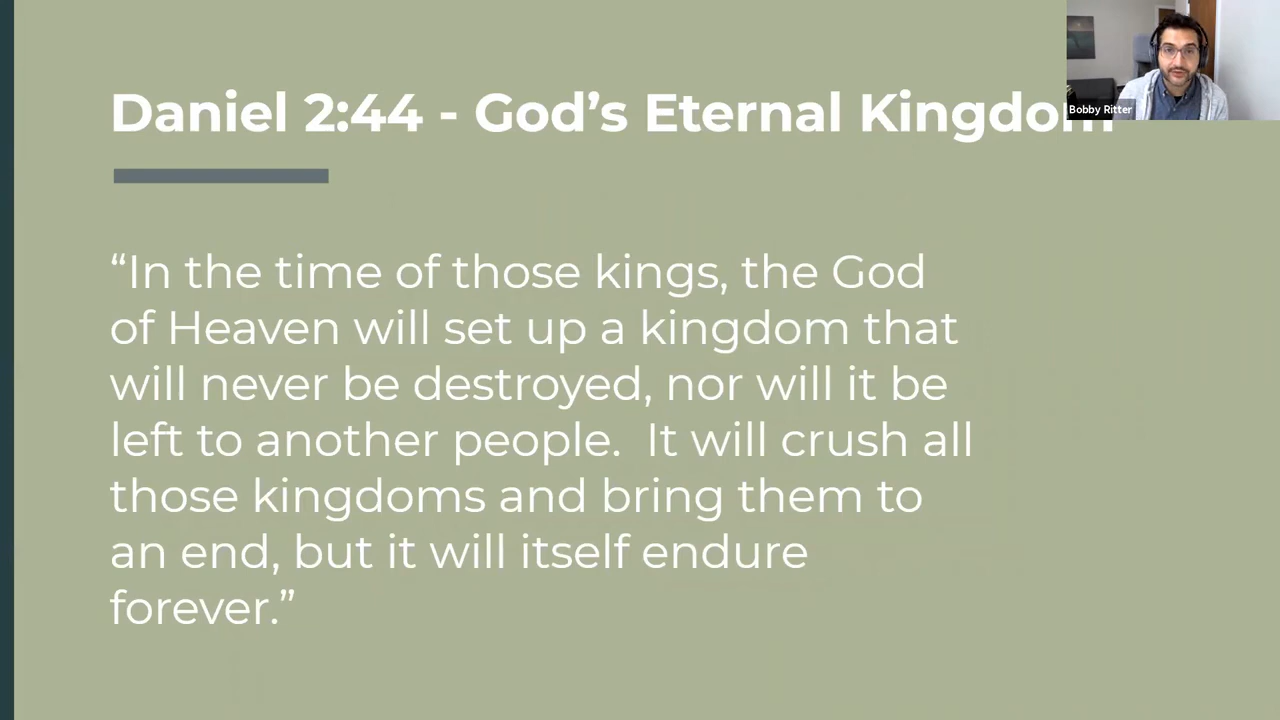 Daniel 2:44 - God’s Eternal Kingdom
Bobby Ritter
“In the time of those kings, the God
of Heaven will set up a kingdom that
will never be destroyed, nor will it be
left to another people.  It will crush all
those kingdoms and bring them to
an end, but it will itself endure
forever.”